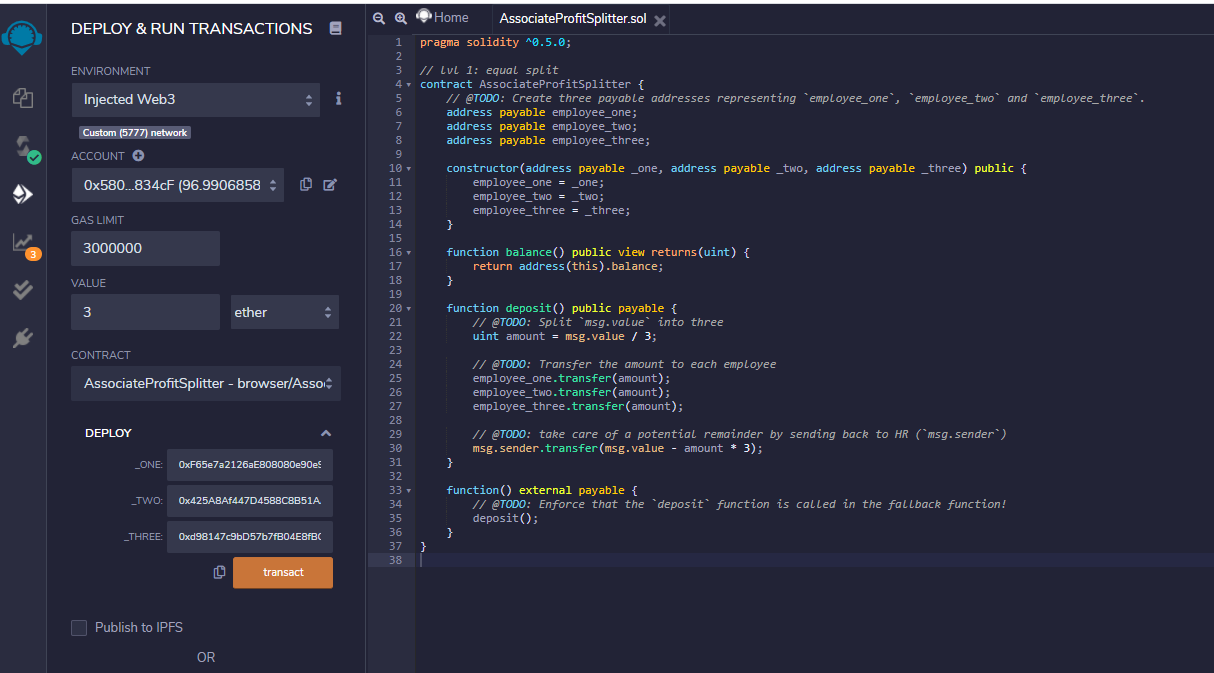 DEPLOY & RUN TRANSACTIONS
ENVIRONMENT
Injected Web3
Custom (5777) network
ACCOUNT
0x580...834cF (96.9906858
GAS LIMIT
3000000
VALUE
3
ether
CONTRACT
AssociateProfitSplitter - browser/Asso
DEPLOY
_ONE:
0xF65e7a2126aE808080e90e9
_TWO:
0x425A8Af447D4588C8B51A
_THREE:
0xd98147c9bD57b7fB04E8fB0
transact
Publish to IPFS
OR
3
Home
AssociateProfitSplitter.sol
1 pragma solidity ^0.5.0;
2
3 // lvl 1: equal split
4 contract AssociateProfitSplitter {
5 // @TODO: Create three payable addresses representing `employee_one`, `employee_two` and `employee_three`.
6 address payable employee_one;
7 address payable employee_two;
8 address payable employee_three;
9
10 constructor(address payable _one, address payable _two, address payable _three) public {
11 employee_one = _one;
12 employee_two = _two;
13 employee_three = _three;
14 }
15
16 function balance() public view returns(uint) {
17 return address(this).balance;
18 }
19
20 function deposit() public payable {
21 // @TODO: Split `msg.value` into three
22 uint amount = msg.value / 3;
23
24 // @TODO: Transfer the amount to each employee
25 employee_one.transfer(amount);
26 employee_two.transfer(amount);
27 employee_three.transfer(amount);
28
29 // @TODO: take care of a potential remainder by sending back to HR (`msg.sender`)
30 msg.sender.transfer(msg.value - amount * 3);
31 }
32
33 function() external payable {
34 // @TODO: Enforce that the `deposit` function is called in the fallback function!
35 deposit();
36 }
37 }
38